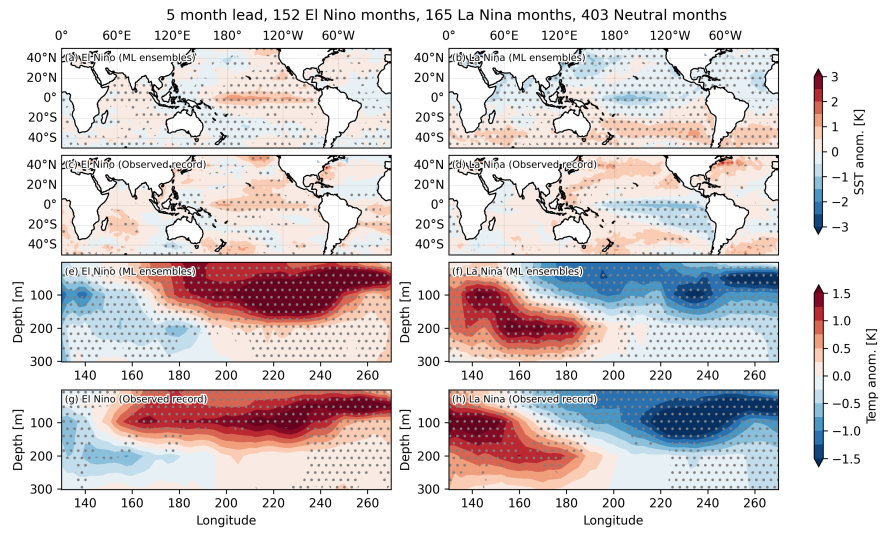 5 month lead, 152 El Nino months, 165 La Nina months, 403 Neutral months
0° 60°E 120°E 180° 120°W 60°W
0° 60°E 120°E 180° 120°W 60°W
40°N
20°N
0°
20°S
40°S
(a) El Nino (ML ensembles)
40°N
20°N
0°
20°S
40°S
(b) La Nina (ML ensembles)
40°N
20°N
0°
20°S
40°S
(c) El Nino (Observed record)
40°N
20°N
0°
20°S
40°S
(d) La Nina (Observed record)
3
2
1
0
−1
−2
−3
SST anom. [K]
(e) El Nino (ML ensembles)
Depth [m]
100
200
300
140 160 180 200 220 240 260
(f) La Nina (ML ensembles)
Depth [m]
100
200
300
140 160 180 200 220 240 260
(g) El Nino (Observed record)
Depth [m]
100
200
300
140 160 180 200 220 240 260
Longitude
(h) La Nina (Observed record)
Depth [m]
100
200
300
140 160 180 200 220 240 260
Longitude
1.5
1.0
0.5
0.0
−0.5
−1.0
−1.5
Temp anom. [K]